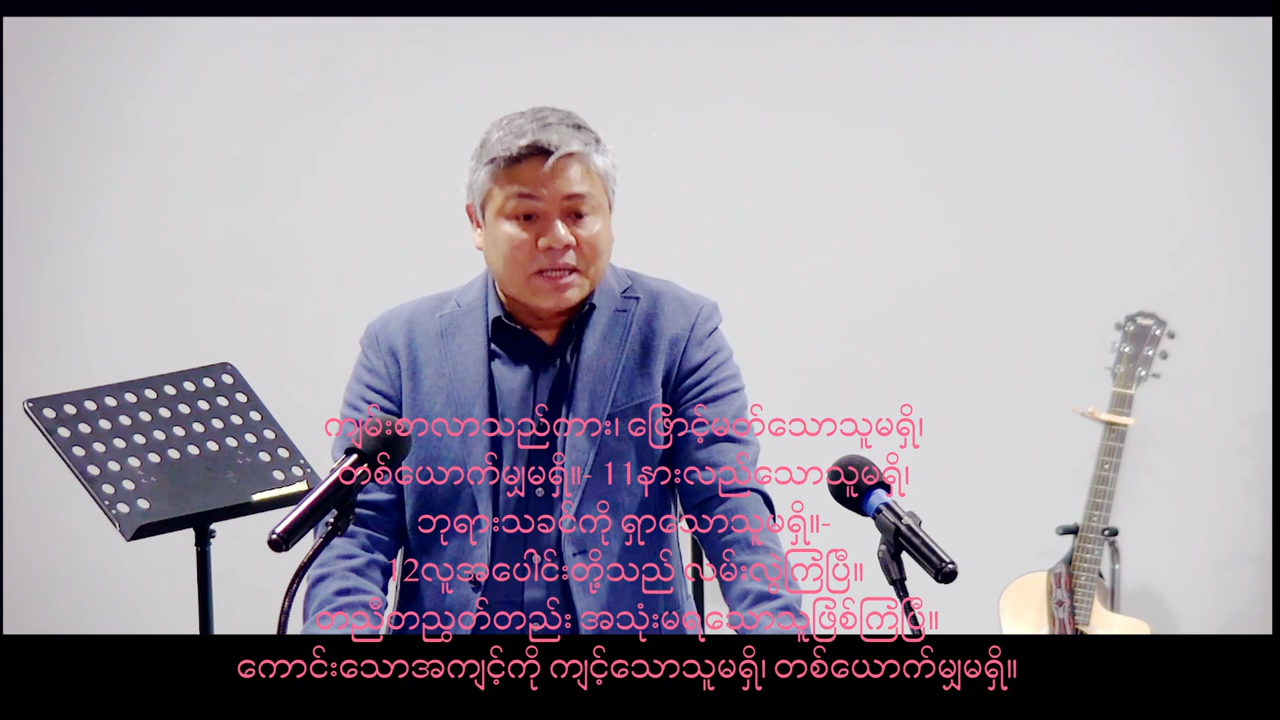 ကျမ်းစာလာသည်ကား၊ ဖြောင့်မတ်သောသူမရှိ၊
တစ်ယောက်မျှမရှိ။- 11နားလည်သောသူမရှိ၊
ဘုရားသခင်ကို ရှာသောသူမရှိ။-
12လူအပေါင်းတို့သည် လမ်းလွဲကြပြီ။
တညီတညွတ်တည်း အသုံးမရသောသူဖြစ်ကြပြီ။
ကောင်းသောအကျင့်ကို ကျင့်သောသူမရှိ၊ တစ်ယောက်မျှမရှိ။